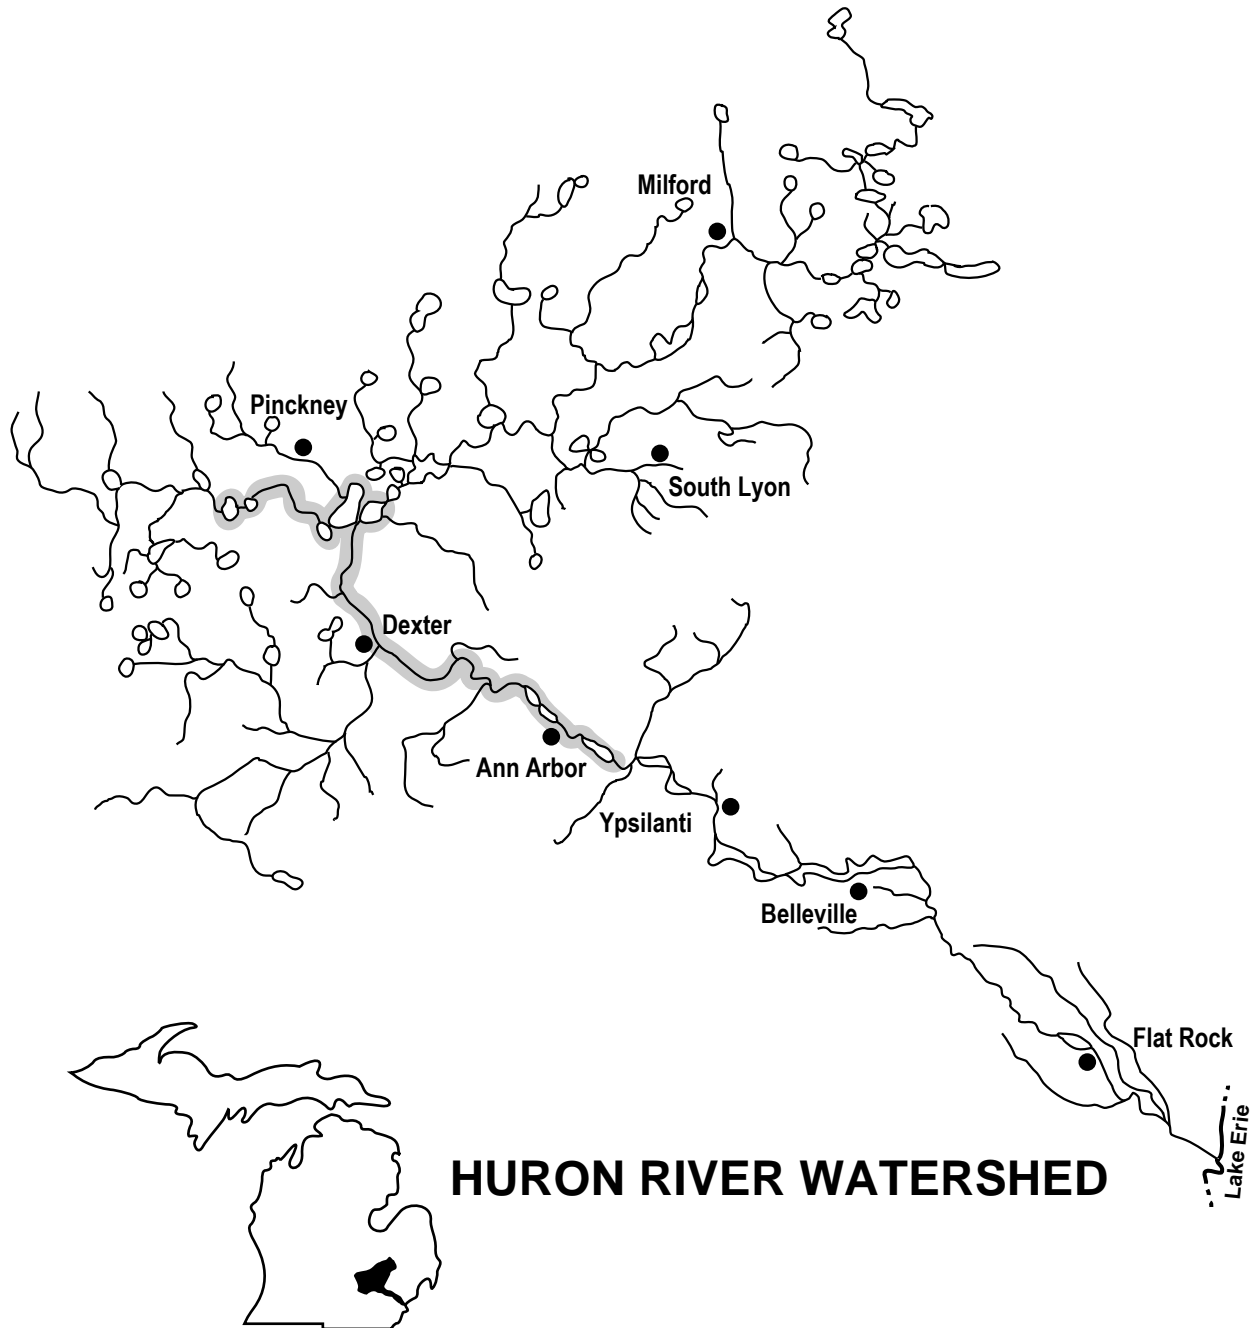 Milford
Pinckney
South Lyon
Dexter
Ann Arbor
Ypsilanti
Belleville
Flat Rock
Lake Erie
HURON RIVER WATERSHED